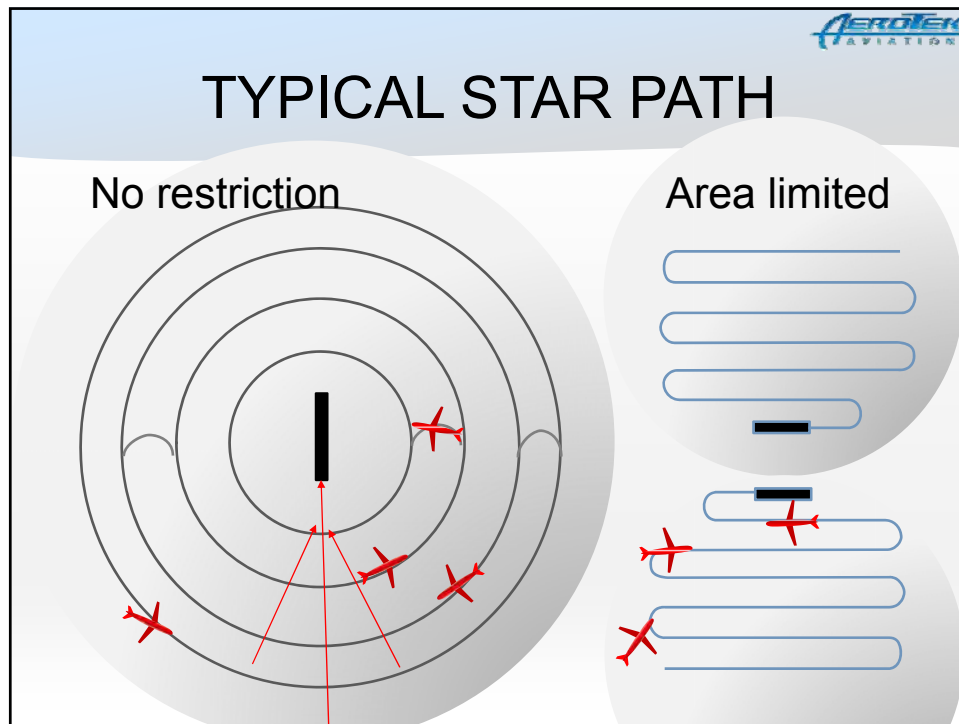 AEROTEK
AVIATION
TYPICAL STAR PATH
No restriction
Area limited